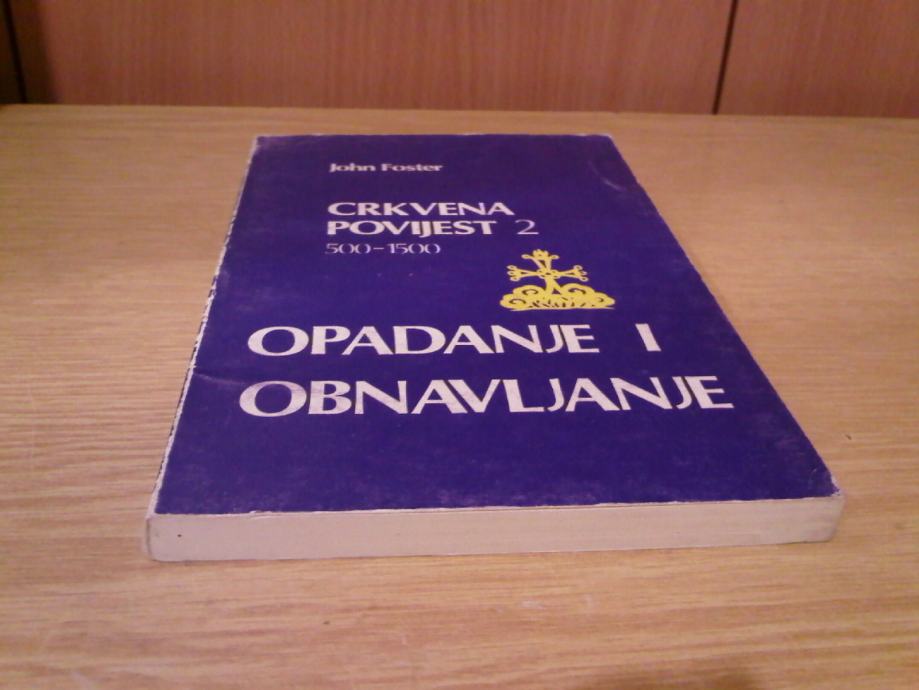 John Foster
CRKVENA
POVIJEST 2
500-1500
OPADANJE I
OBNAVLJANJE